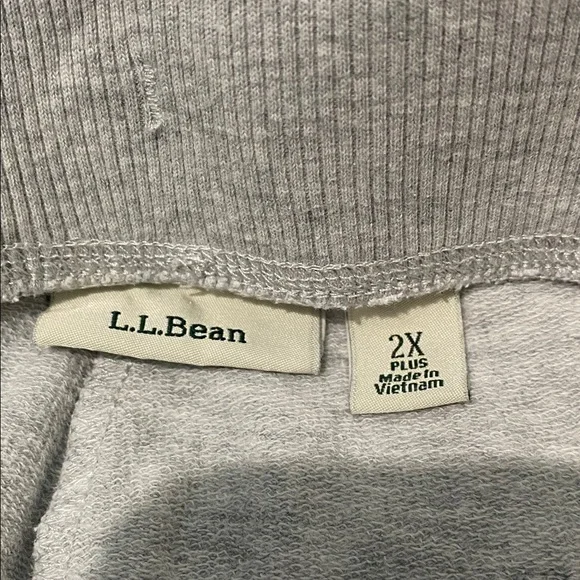 L.L.Bean
2X
PLUS
Made In
Vietnam